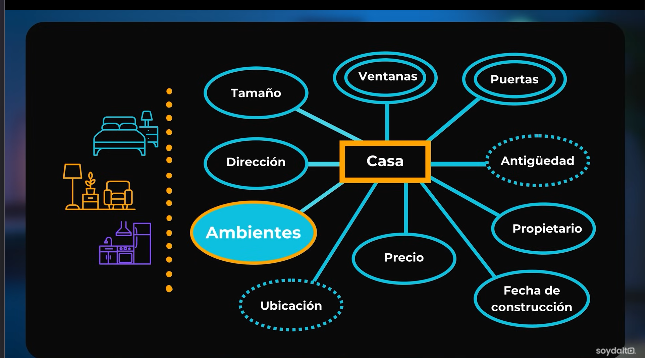 Tamaño
Ventanas
Puertas
Dirección
Casa
Antigüedad
Ambientes
Propietario
Precio
Ubicación
Fecha de
construcción
soydalto.